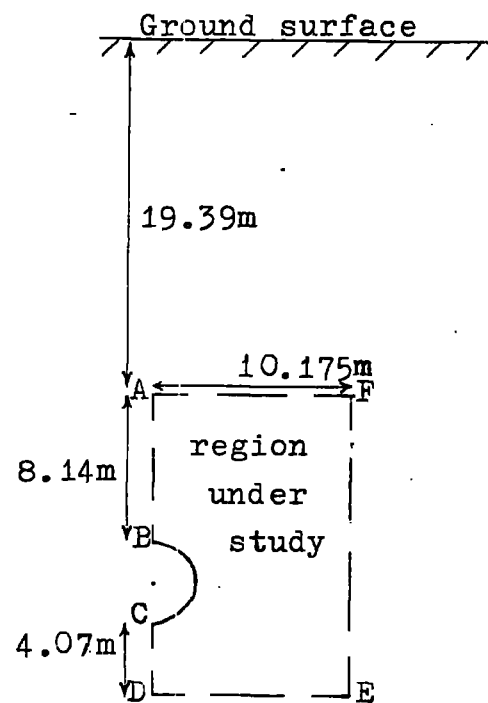 Ground surface
19.39m
10.175m
A
F
8.14m
region
under
study
B
C
4.07m
D
E